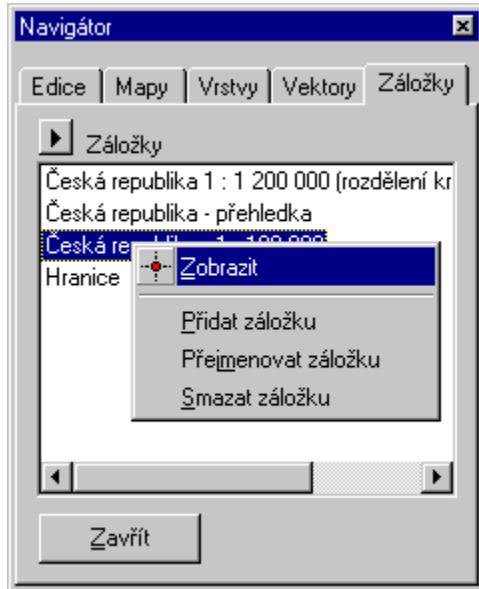 Navigátor
Edice Mapy Vrstvy Vektory Záložky
Záložky
Česká republika 1 : 1 200 000 (rozdělení kr
Česká republika - přehledka
Česká
Hranice
Zobrazit
Přidat záložku
Přejmenovat záložku
Smazat záložku
Zavřít